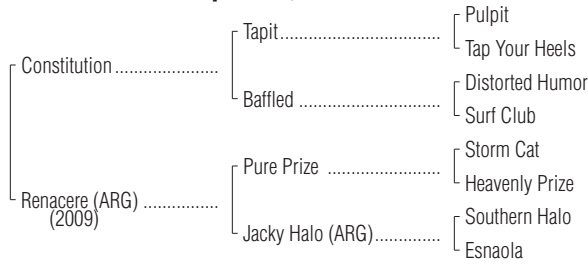 Pulpit
Tapit
Tap Your Heels
Constitution
Distorted Humor
Baffled
Surf Club
Storm Cat
Pure Prize
Heavenly Prize
Renacere (ARG)
(2009)
Southern Halo
Jacky Halo (ARG)
Esnaola